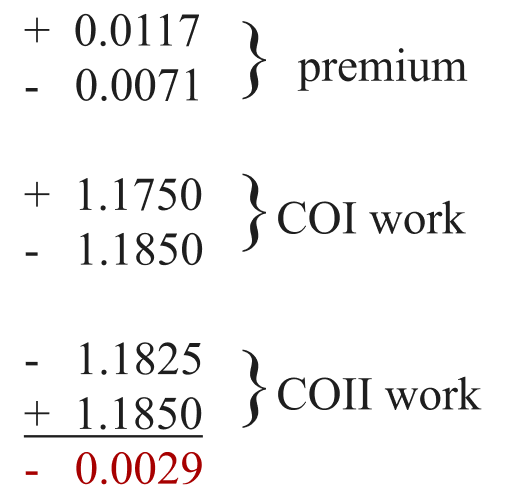 + 0.0117
- 0.0071
} premium
+ 1.1750
- 1.1850
} COI work
- 1.1825
+ 1.1850
} COII work
- 0.0029